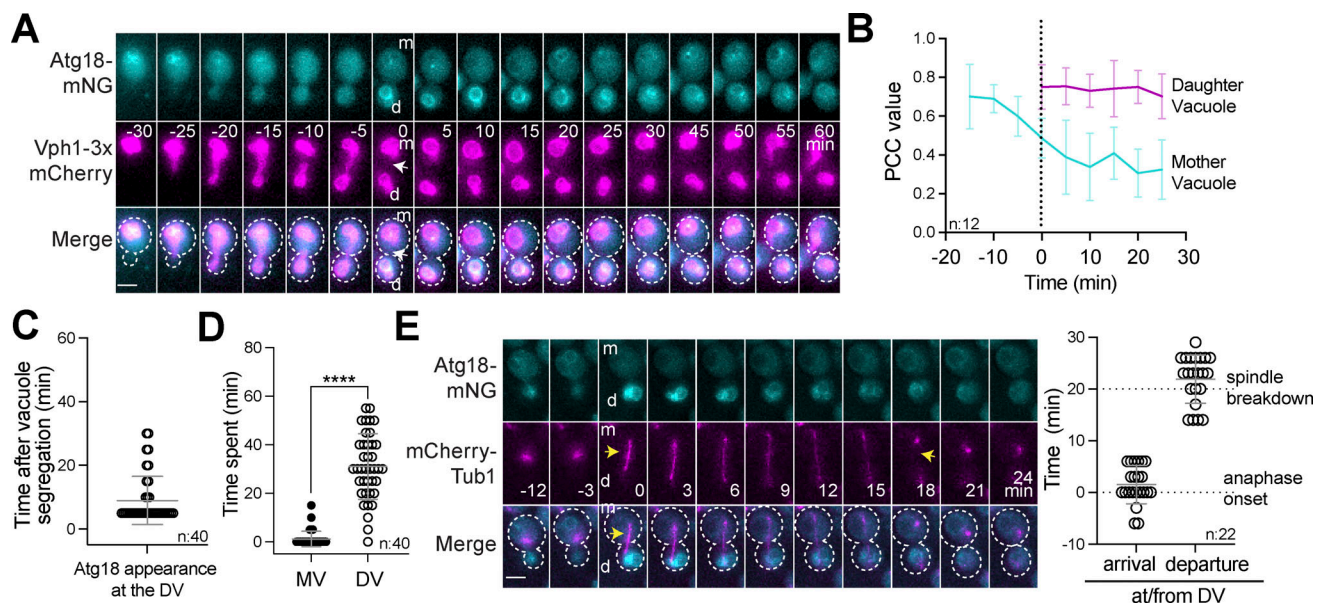 A
Atg18-
mNG
m
d
Vph1-3x
mCherry
-30 -25 -20 -15 -10 -5 0 5 10 15 20 25 30 45 50 55 60
min
m
d
Merge
m
d
B
PCC value
1.0
0.8
0.6
0.4
0.2
0.0
n:12
-20 -10 0 10 20 30
Time (min)
Daughter
Vacuole
Mother
Vacuole
C
Time after vacuole
segregation (min)
60
40
20
0
n:40
Atg18 appearance
at the DV
D
Time spent (min)
80
60
40
20
0
****
n:40
MV DV
E
Atg18-
mNG
m
d
mCherry-
Tub1
m
d
-12 -3 0 3 6 9 12 15 18 21 24
min
Merge
m
d
Time (min)
30
20
10
0
-10
spindle
breakdown
anaphase
onset
n:22
arrival departure
at/from DV